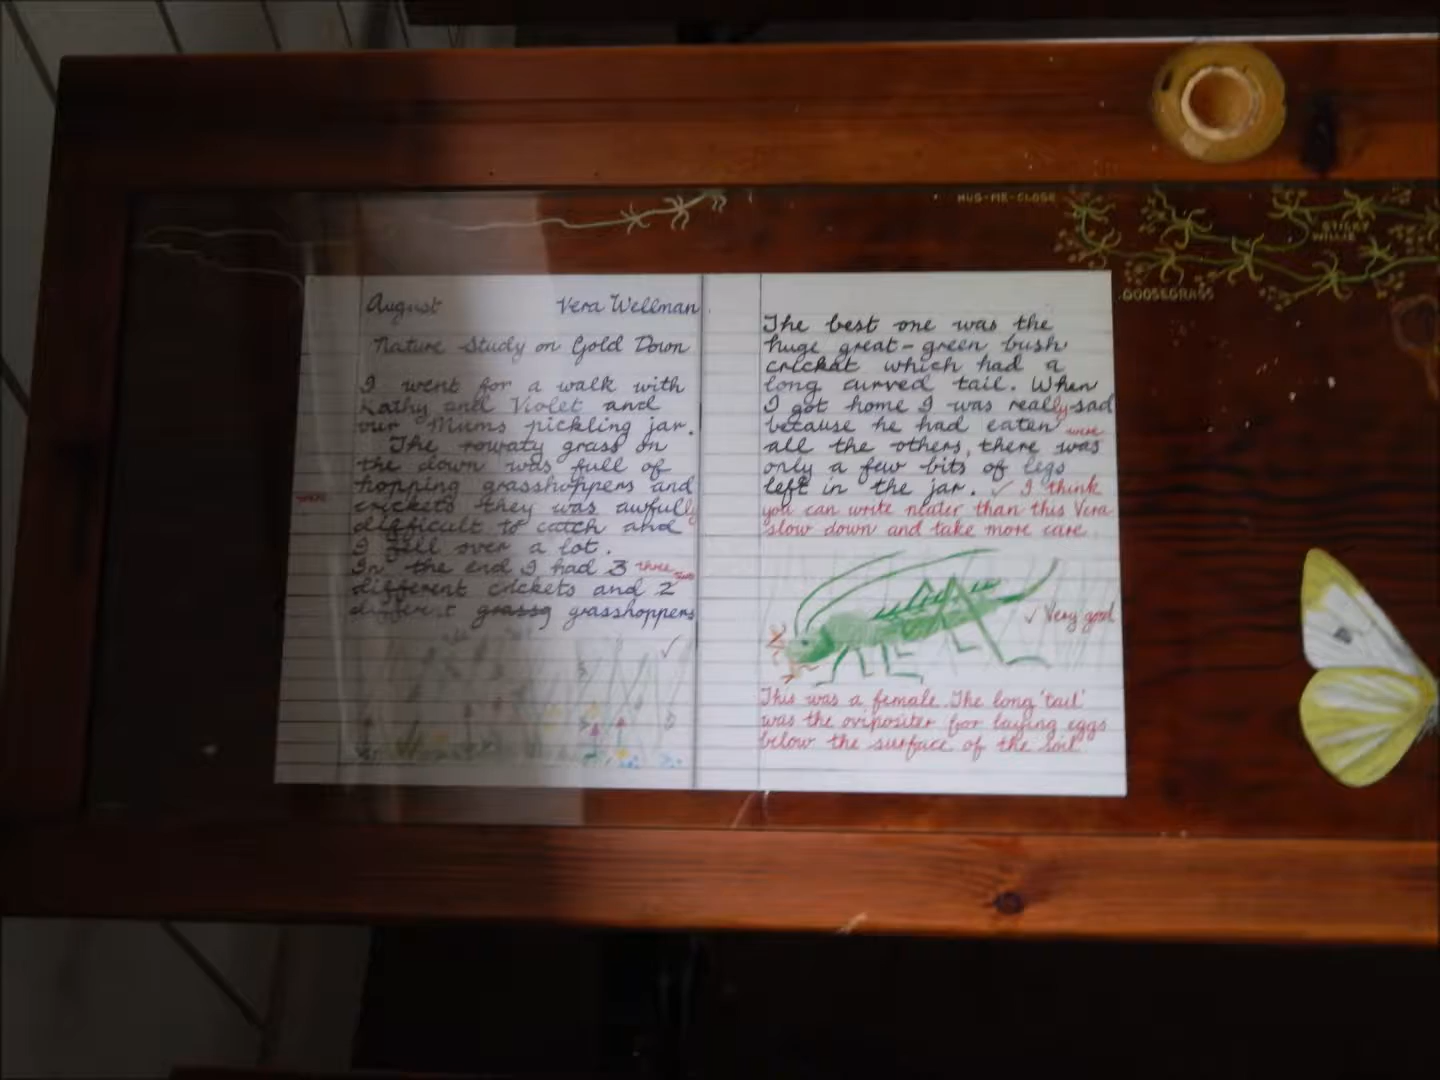 August Vera Wellman
Nature Study on Gold Down
I went for a walk with
Kathy and Violet and
our Mums pickling jar.
The rowaty grass on
the down was full of
hopping grasshoppers and
were
crickets they was awfully
difficult to catch and
I fell over a lot.
In the end I had 3 three
two
different crickets and 2
different grassq grasshoppers
The best one was the
huge great-green bush
cricket which had a
long curved tail. When
I got home I was really sad
because he had eaten
were
all the others, there was
only a few bits of legs
left in the jar. ✓ I think
you can write neater than this Vera
slow down and take more care.
✓ Very good
This was a female. The long 'tail'
was the ovipositer for laying eggs
below the surface of the soil
HUG-ME-CLOSE
STICKY
WILLIE
GOOSEGRASS